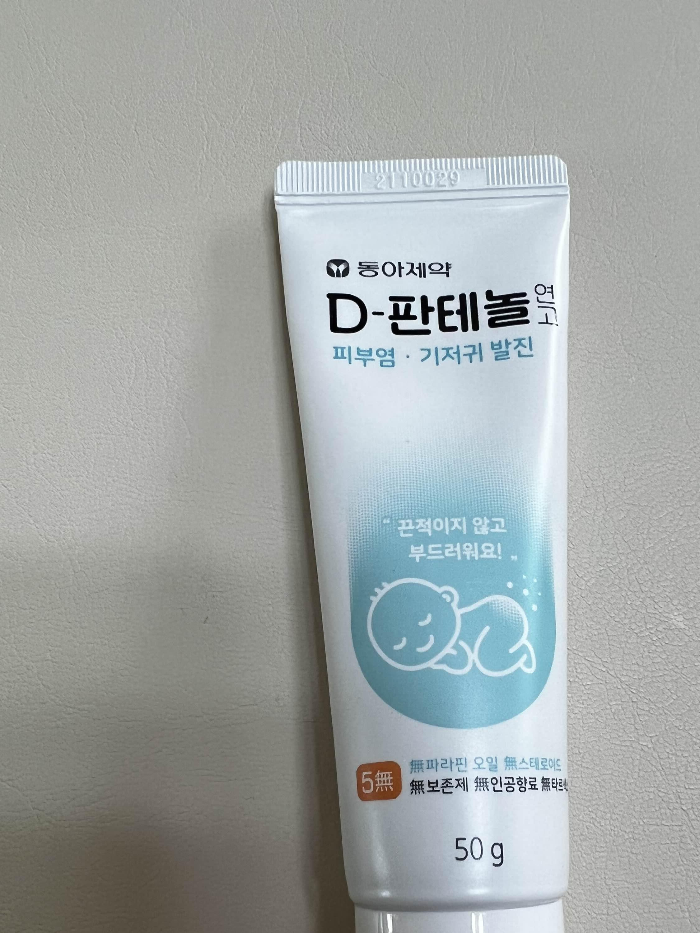 2110029
동아제약
D-판테놀 연고
피부염 · 기저귀 발진
“ 끈적이지 않고
부드러워요! ”
5無
無파라핀 오일 無스테로이드
無보존제 無인공향료
50 g